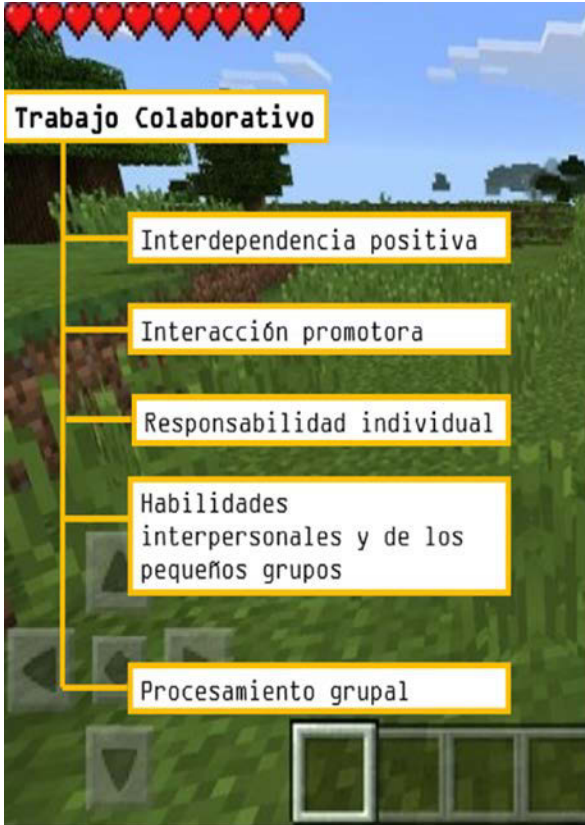 Trabajo Colaborativo
Interdependencia positiva
Interacción promotora
Responsabilidad individual
Habilidades
interpersonales y de los
pequeños grupos
Procesamiento grupal